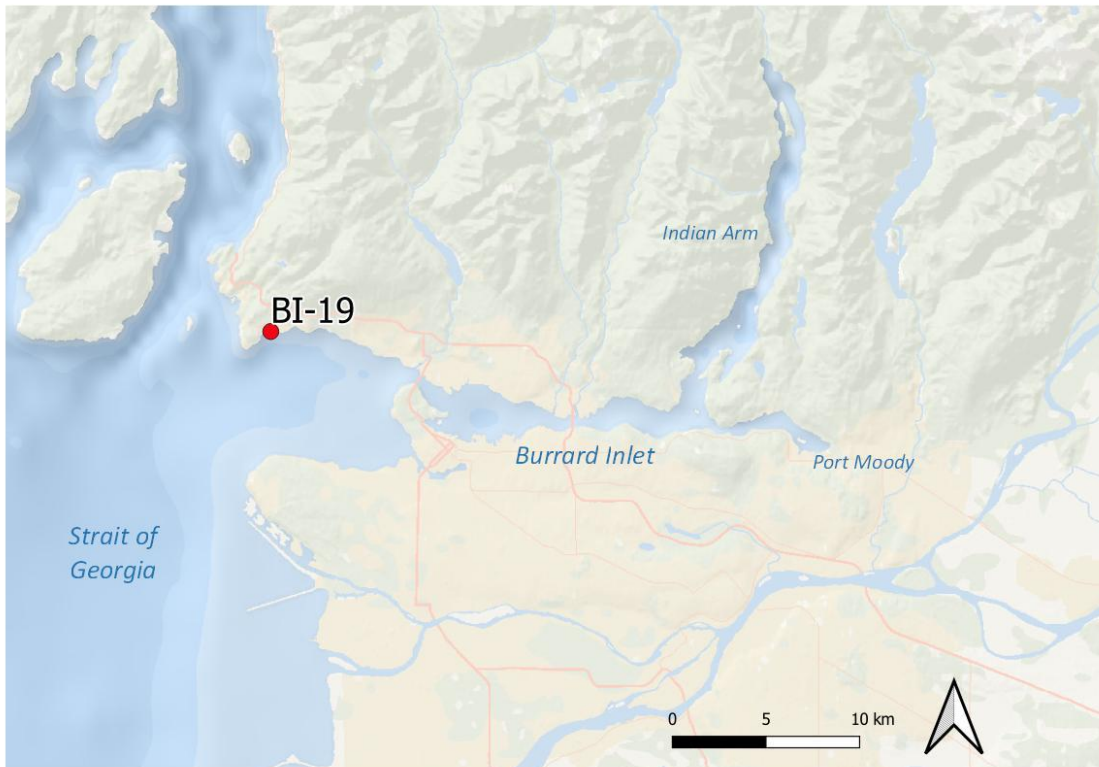 Indian Arm
BI-19
Burrard Inlet
Port Moody
Strait of
Georgia
0 5 10 km